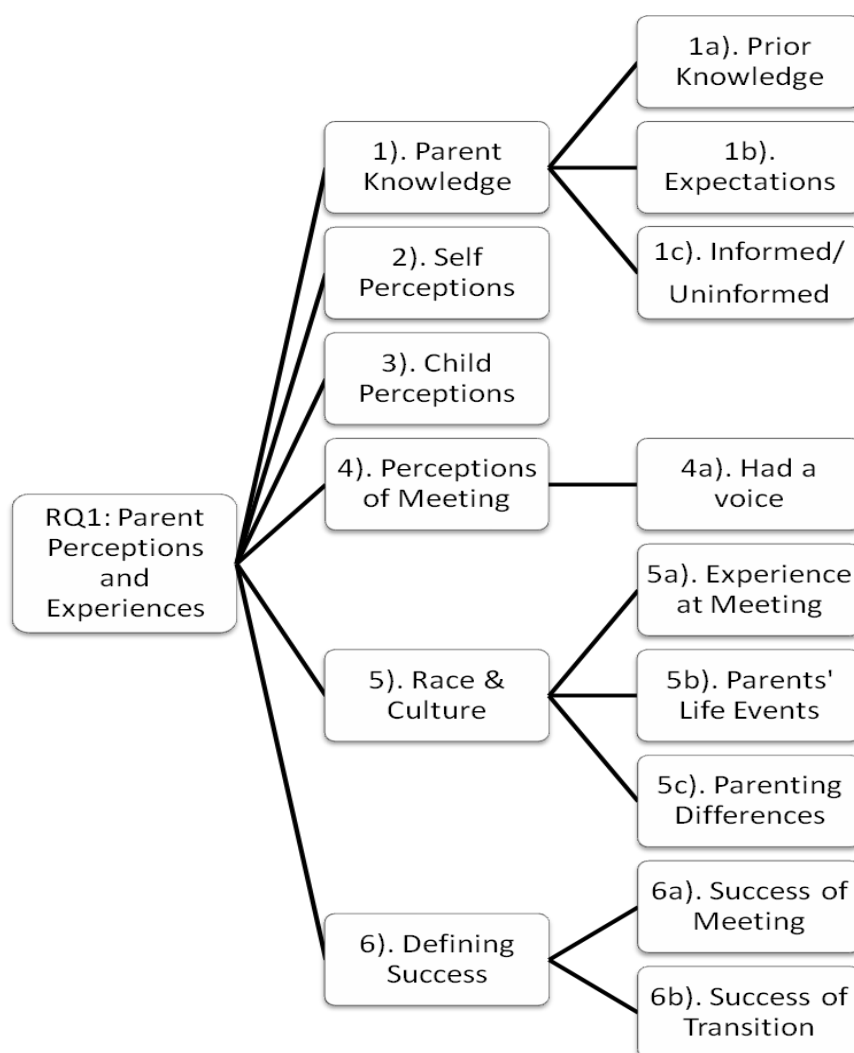 1a). Prior
Knowledge
1). Parent
Knowledge
1b).
Expectations
1c). Informed/
Uninformed
2). Self
Perceptions
3). Child
Perceptions
4). Perceptions
of Meeting
4a). Had a
voice
RQ1: Parent
Perceptions
and
Experiences
5a). Experience
at Meeting
5). Race &
Culture
5b). Parents'
Life Events
5c). Parenting
Differences
6a). Success of
Meeting
6). Defining
Success
6b). Success of
Transition